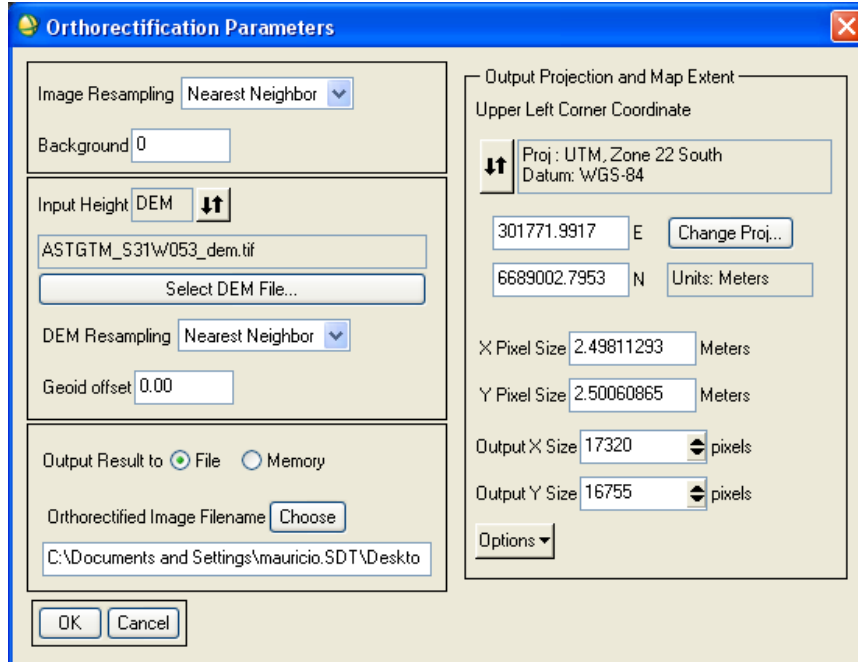 Orthorectification Parameters
Image Resampling Nearest Neighbor
Background 0
Input Height DEM
ASTGTM_S31W053_dem.tif
Select DEM File...
DEM Resampling Nearest Neighbor
Geoid offset 0.00
Output Result to File Memory
Orthorectified Image Filename Choose
C:\Documents and Settings\mauricio.SDT\Deskto
OK Cancel
Output Projection and Map Extent
Upper Left Corner Coordinate
Proj : UTM, Zone 22 South
Datum: WGS-84
301771.9917 E Change Proj...
6689002.7953 N Units: Meters
X Pixel Size 2.49811293 Meters
Y Pixel Size 2.50060865 Meters
Output X Size 17320 pixels
Output Y Size 16755 pixels
Options